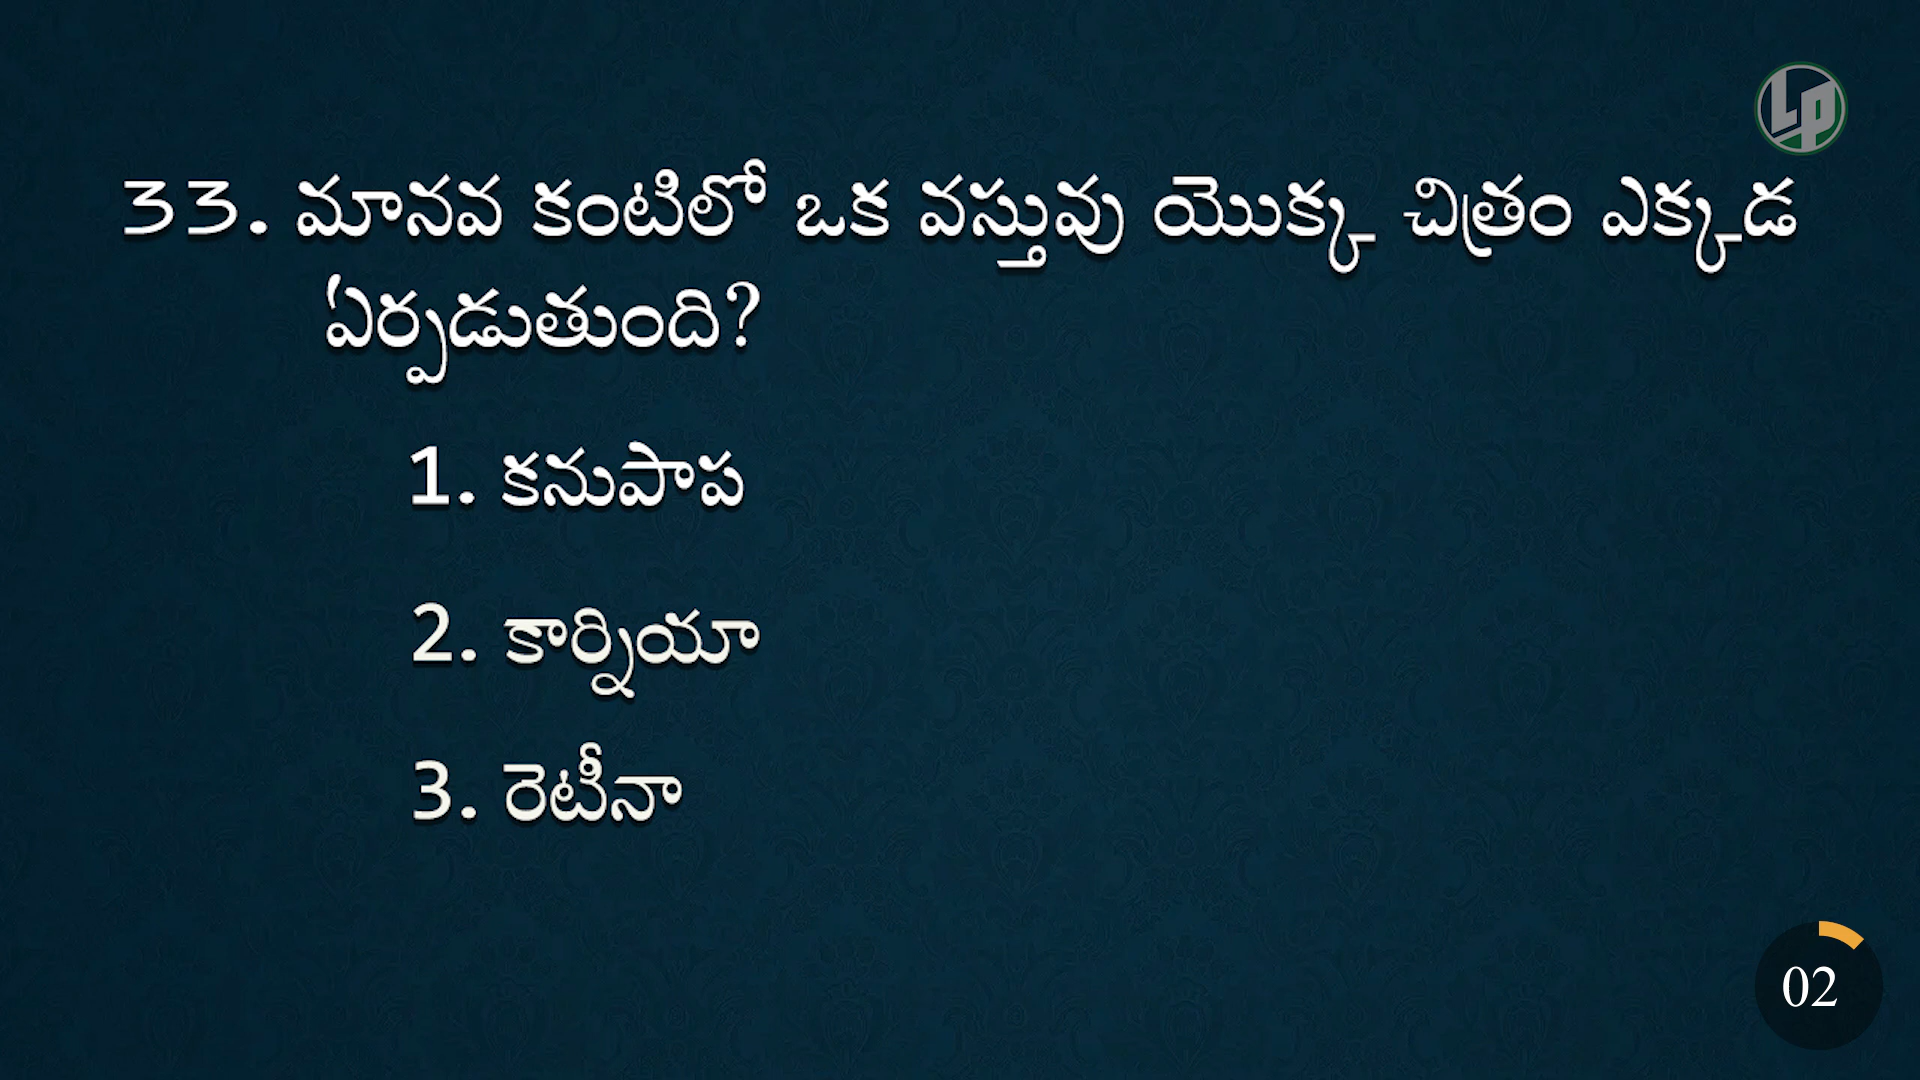 LP
33. మానవ కంటిలో ఒక వస్తువు యొక్క చిత్రం ఎక్కడ
ఏర్పడుతుంది?
1. కనుపాప
2. కార్నియా
3. రెటీనా
02